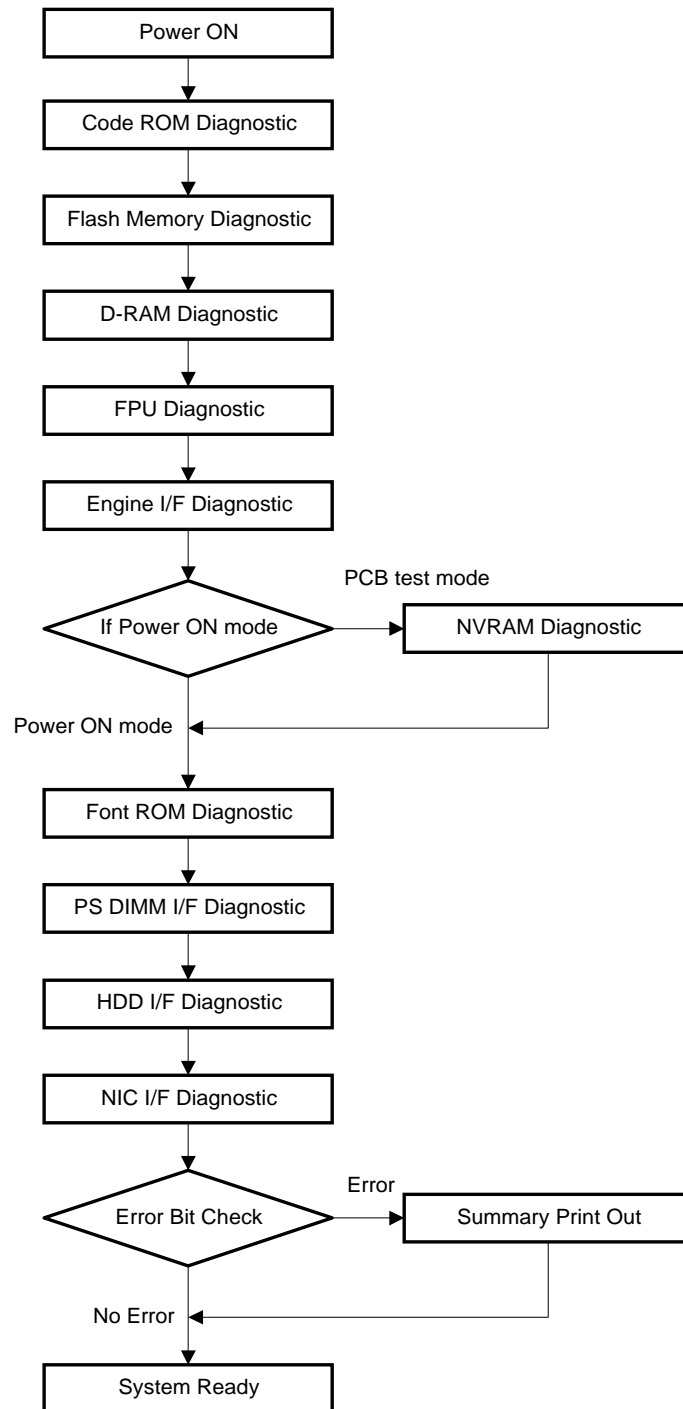 Power ON
Code ROM Diagnostic
Flash Memory Diagnostic
D-RAM Diagnostic
FPU Diagnostic
Engine I/F Diagnostic
PCB test mode
If Power ON mode
NVRAM Diagnostic
Power ON mode
Font ROM Diagnostic
PS DIMM I/F Diagnostic
HDD I/F Diagnostic
NIC I/F Diagnostic
Error
Error Bit Check
Summary Print Out
No Error
System Ready